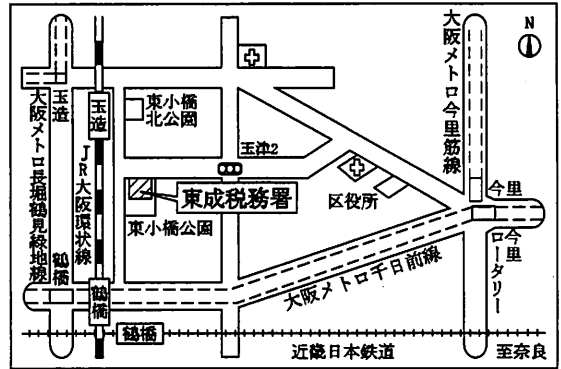 N
大阪メトロ今里筋線
玉造
玉造
東小橋
北公園
玉津2
大阪メトロ長堀鶴見緑地線
JR大阪環状線
東成税務署
東小橋公園
区役所
今里
今里
ロータリー
鶴橋
鶴橋
大阪メトロ千日前線
鶴橋
近畿日本鉄道
至奈良